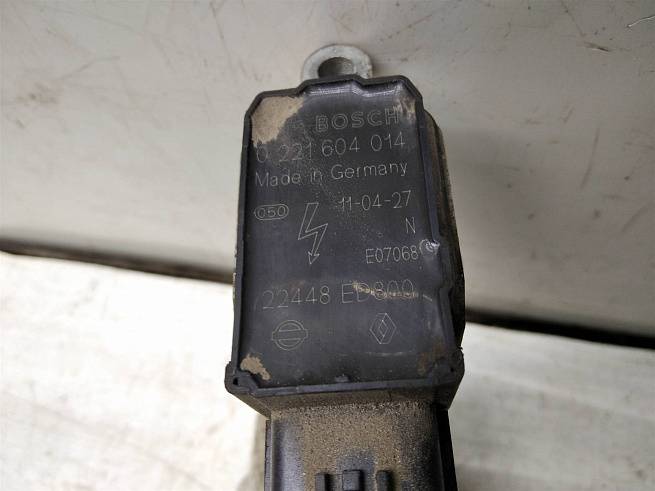 BOSCH
0 221 604 014
Made in Germany
050 11-04-27
N
E07068
22448 ED800